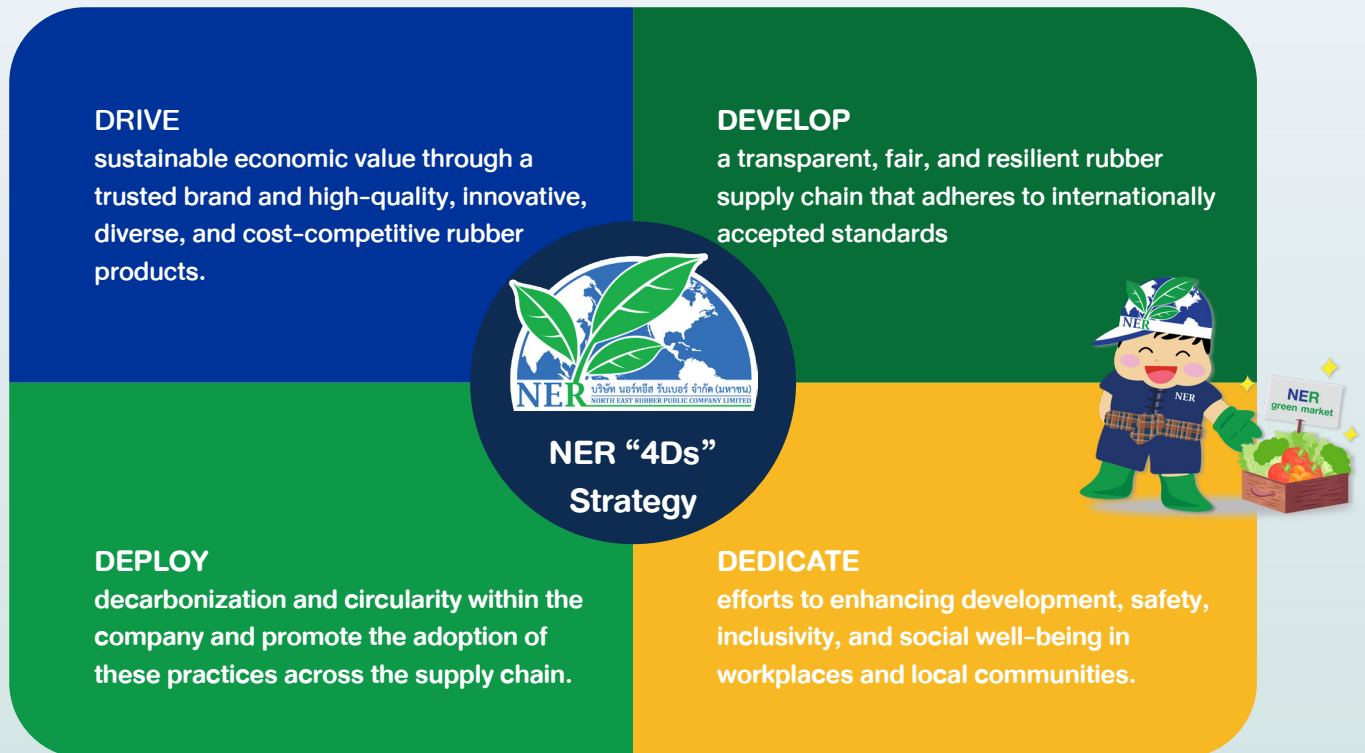 DRIVE
sustainable economic value through a
trusted brand and high-quality, innovative,
diverse, and cost-competitive rubber
products.
DEVELOP
a transparent, fair, and resilient rubber
supply chain that adheres to internationally
accepted standards
NER
บริษัท นอร์ทอีส รับเบอร์ จำกัด (มหาชน)
NORTH EAST RUBBER PUBLIC COMPANY LIMITED
NER “4Ds”
Strategy
NER
NER
NER
green market
DEPLOY
decarbonization and circularity within the
company and promote the adoption of
these practices across the supply chain.
DEDICATE
efforts to enhancing development, safety,
inclusivity, and social well-being in
workplaces and local communities.